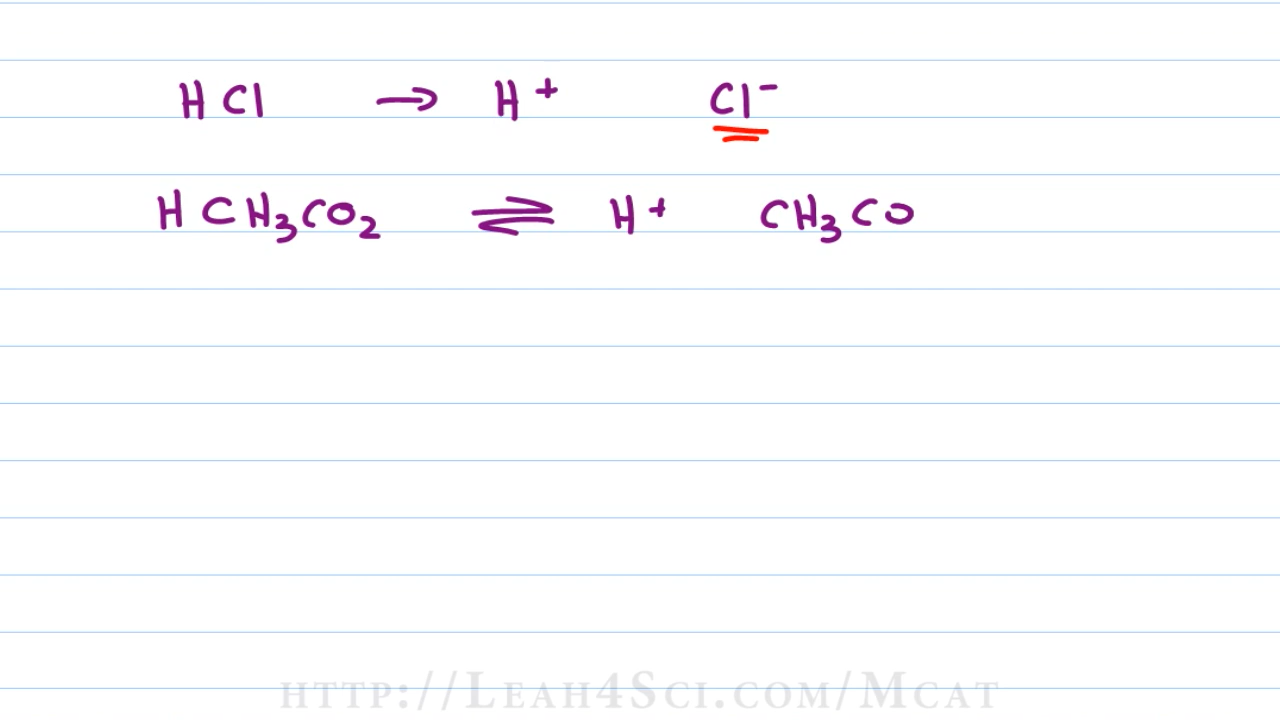 HCl → H⁺ Cl⁻
HCH₃CO₂ ⇌ H⁺ CH₃CO
http://Leah4Sci.com/Mcat